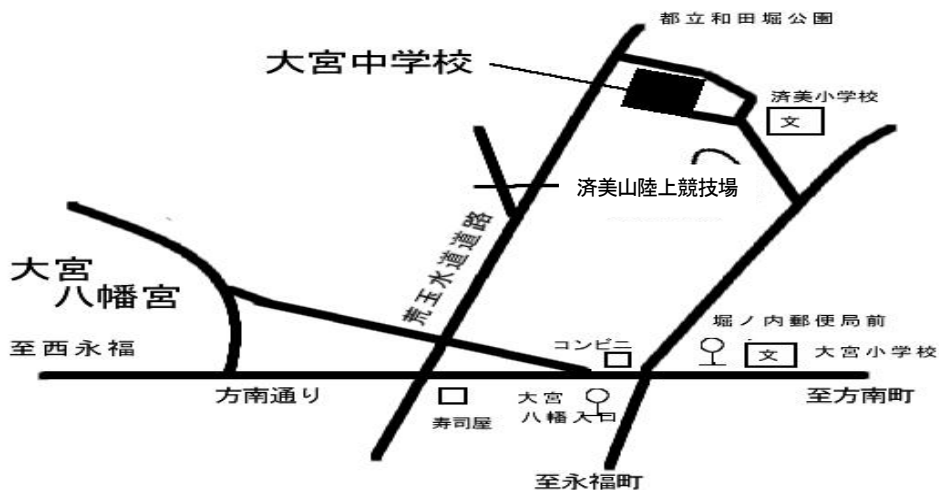 都立和田堀公園
大宮中学校
済美小学校
文
済美山陸上競技場
荒玉水道道路
大宮
八幡宮
堀ノ内郵便局前
至西永福
コンビニ
文
大宮小学校
方南通り
寿司屋
大宮
八幡入口
至方南町
至永福町